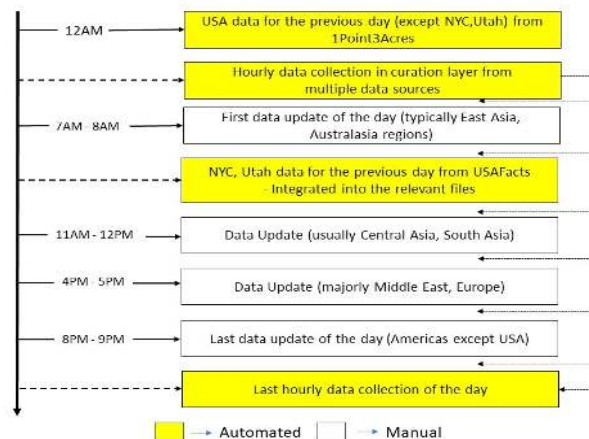 12AM
USA data for the previous day (except NYC,Utah) from
1Point3Acres
Hourly data collection in curation layer from
multiple data sources
7AM - 8AM
First data update of the day (typically East Asia,
Australasia regions)
NYC, Utah data for the previous day from USAFacts
- Integrated into the relevant files
11AM - 12PM
Data Update (usually Central Asia, South Asia)
4PM - 5PM
Data Update (majorly Middle East, Europe)
8PM - 9PM
Last data update of the day (Americas except USA)
Last hourly data collection of the day
Automated
Manual